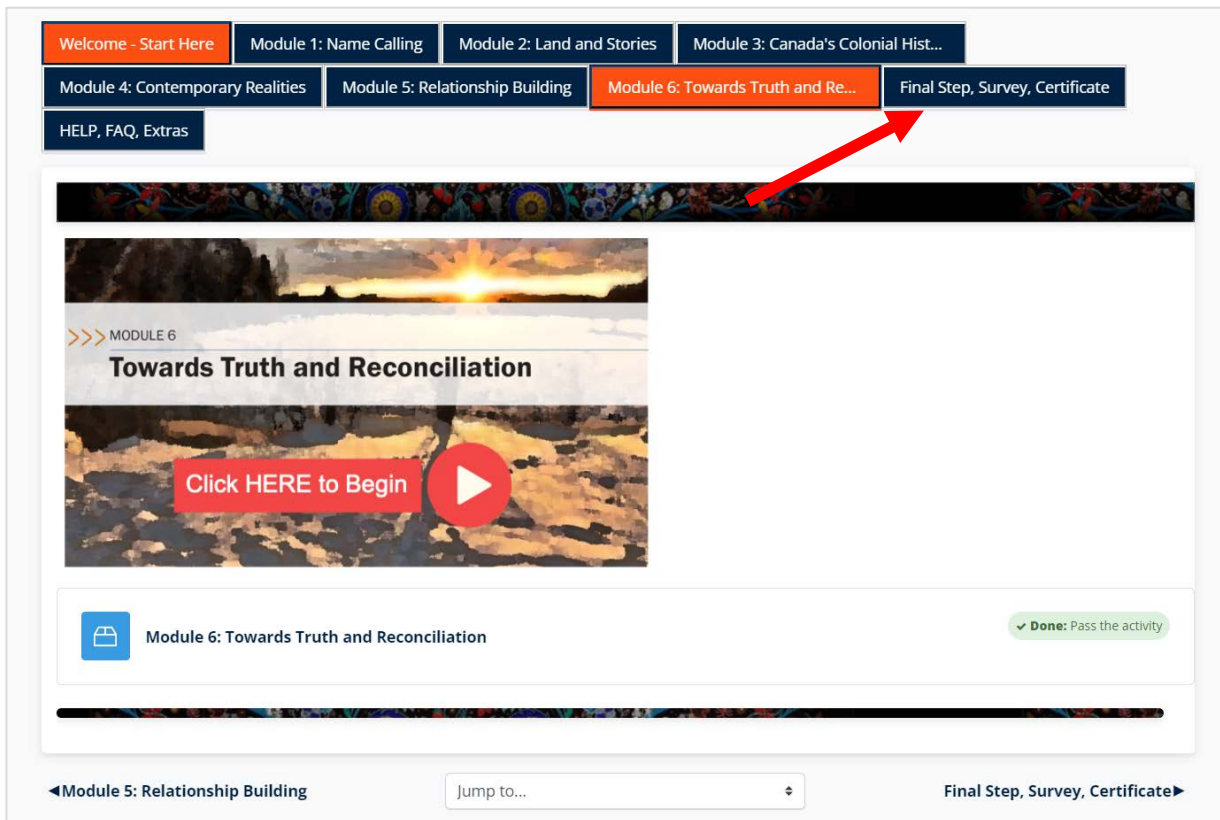 Welcome - Start Here Module 1: Name Calling Module 2: Land and Stories Module 3: Canada's Colonial Hist...
Module 4: Contemporary Realities Module 5: Relationship Building Module 6: Towards Truth and Re... Final Step, Survey, Certificate
HELP, FAQ, Extras
>>> MODULE 6
Towards Truth and Reconciliation
Click HERE to Begin
Module 6: Towards Truth and Reconciliation ✔ Done: Pass the activity
◀Module 5: Relationship Building Jump to... Final Step, Survey, Certificate▶